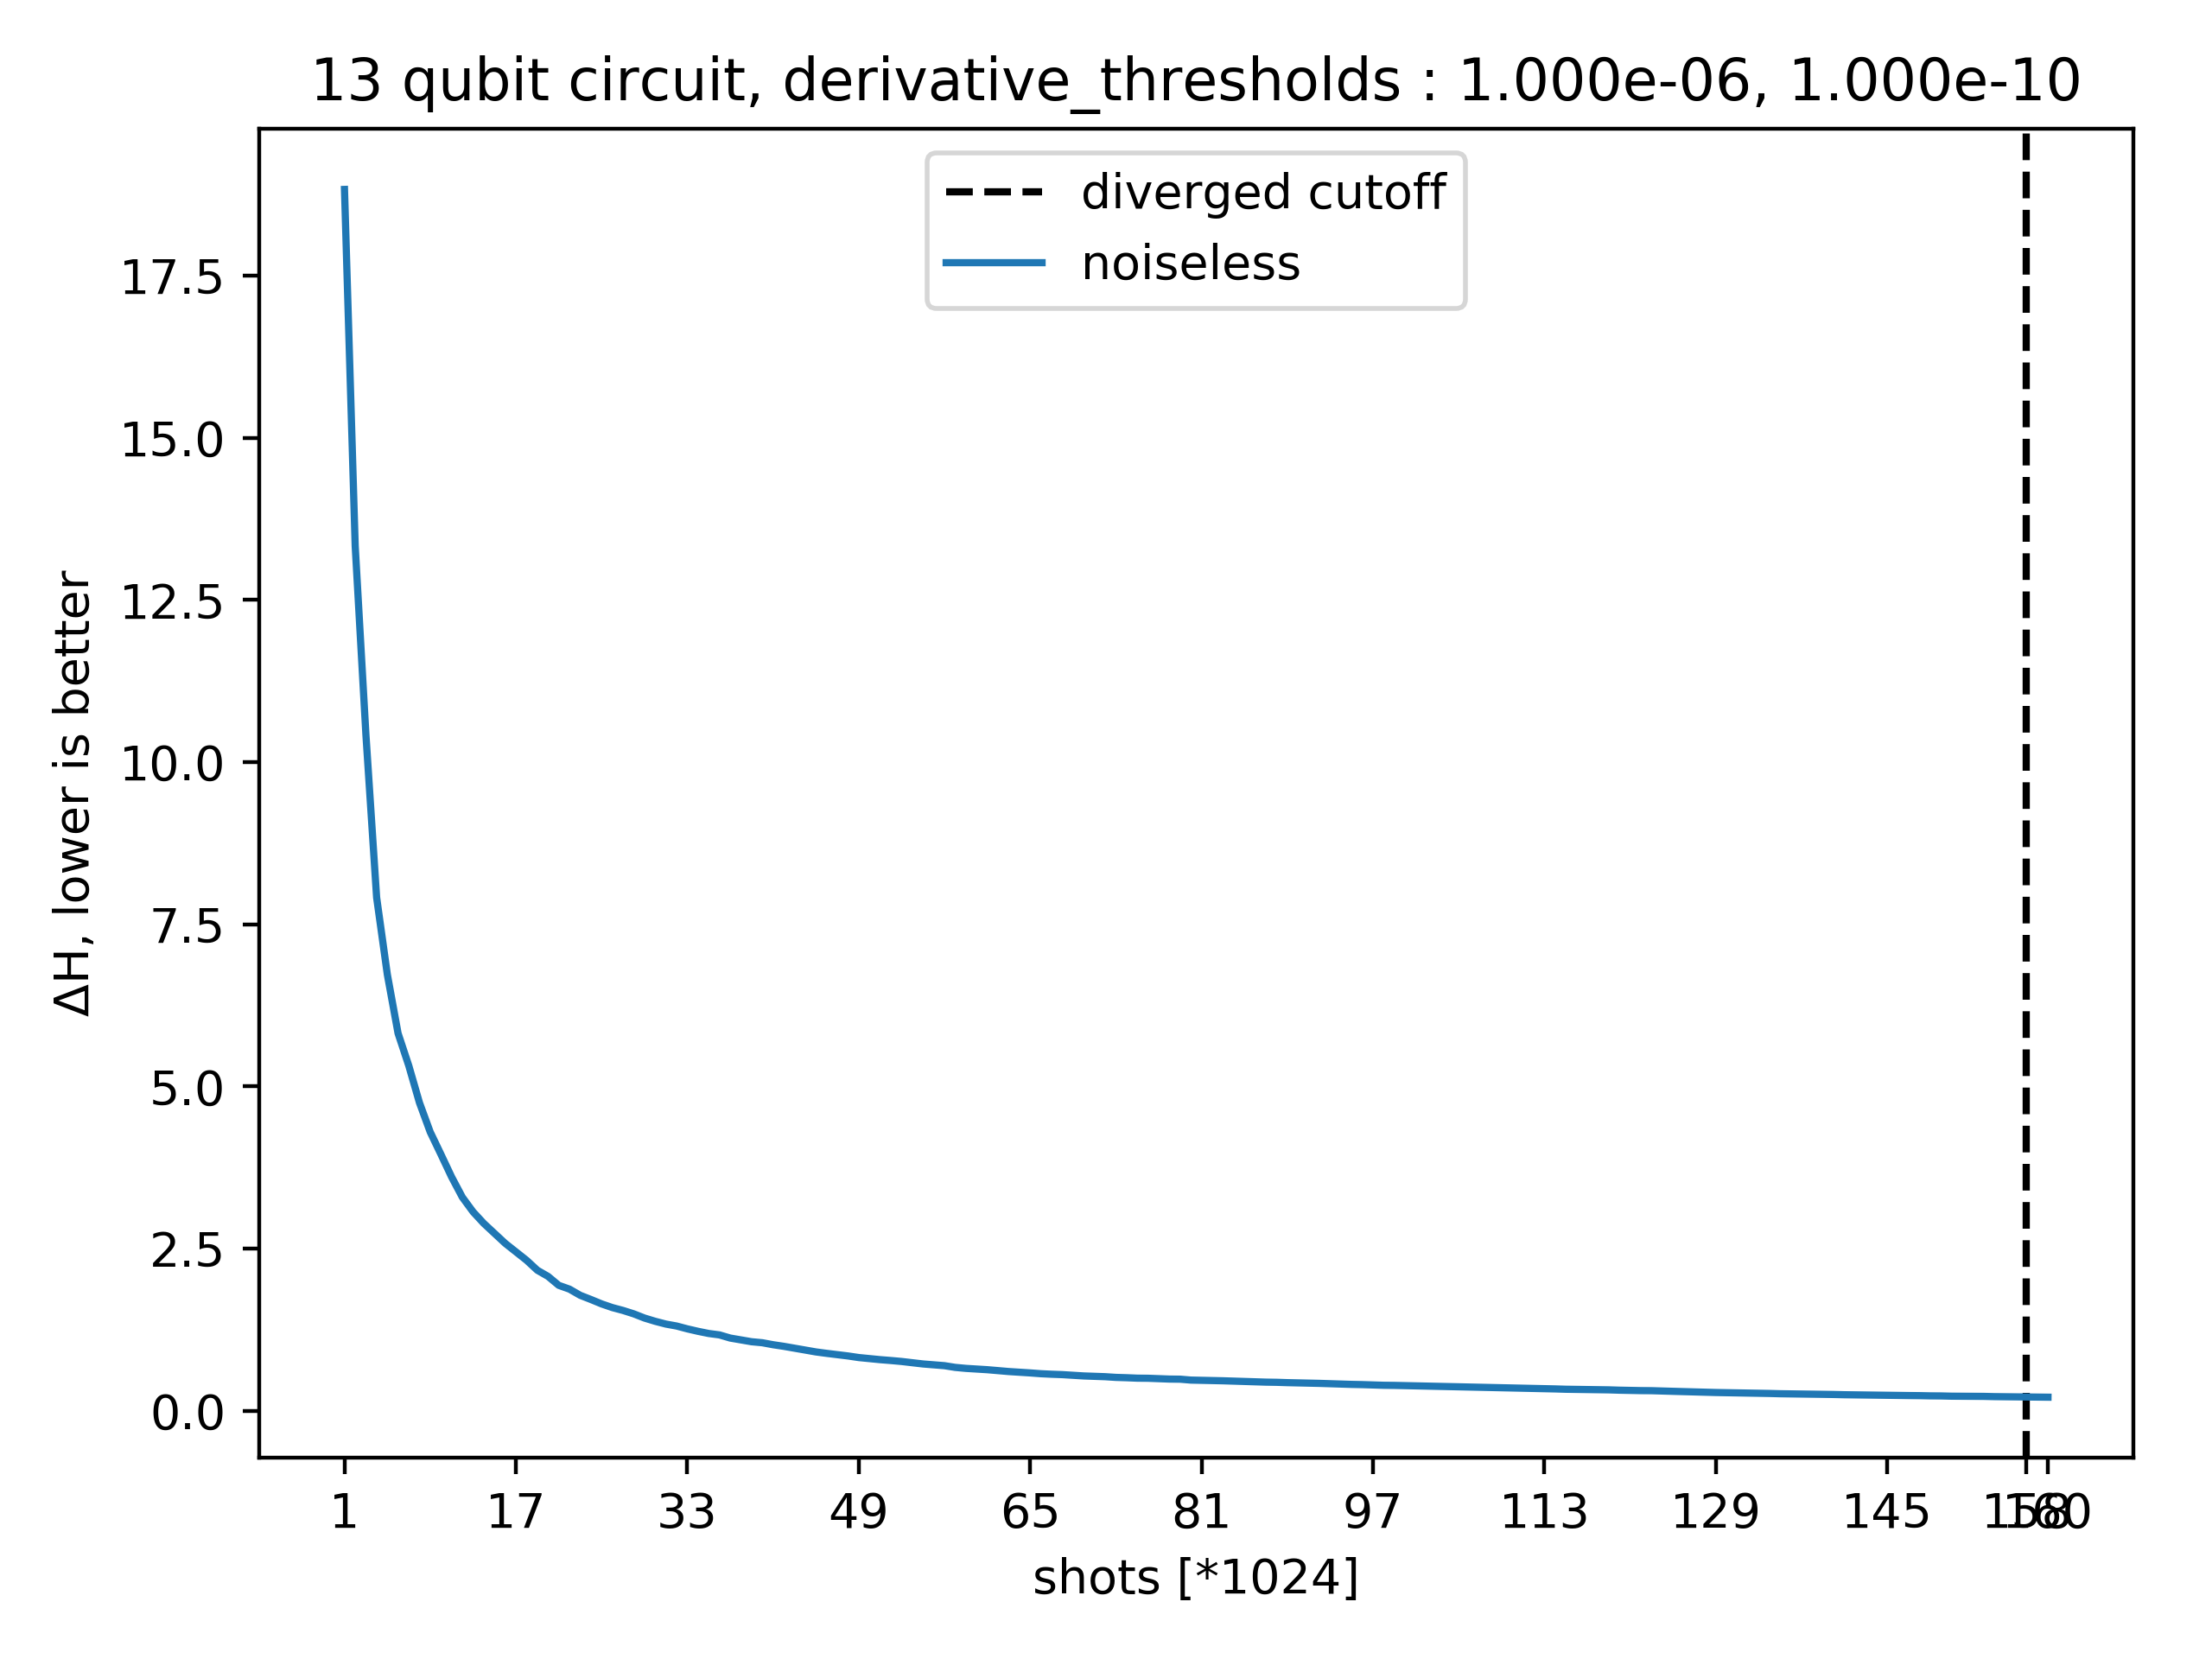 13 qubit circuit, derivative_thresholds : 1.000e-06, 1.000e-10
diverged cutoff
noiseless
17.5
15.0
12.5
10.0
7.5
5.0
2.5
0.0
ΔH, lower is better
1 17 33 49 65 81 97 113 129 145 158 160
shots [*1024]